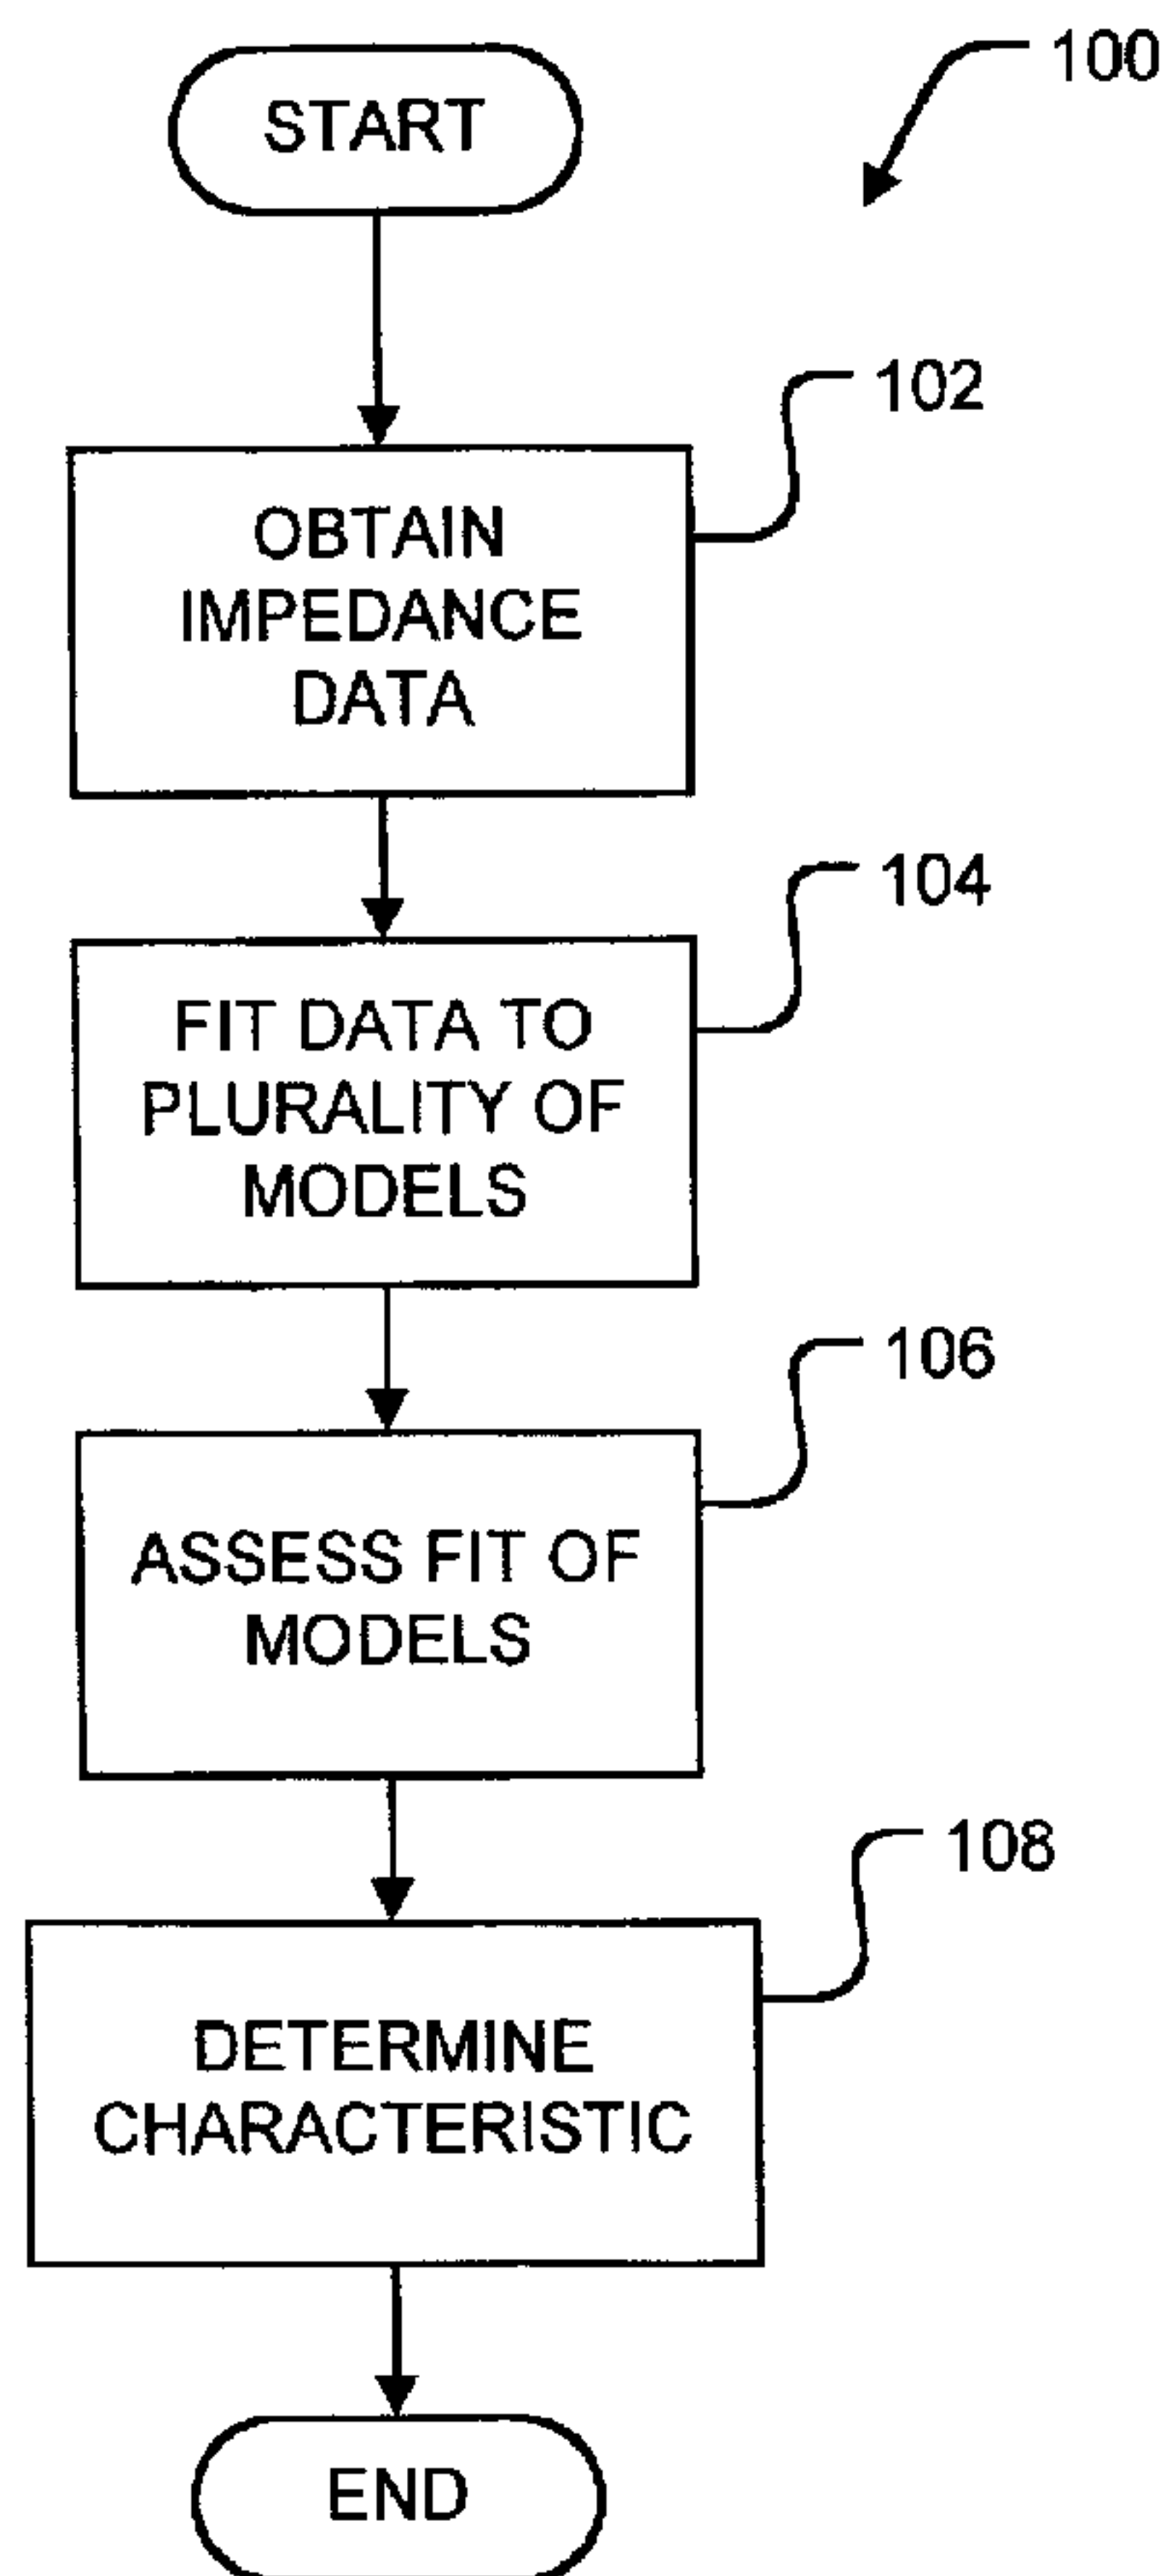 START
100
102
OBTAIN
IMPEDANCE
DATA
104
FIT DATA TO
PLURALITY OF
MODELS
106
ASSESS FIT OF
MODELS
108
DETERMINE
CHARACTERISTIC
END